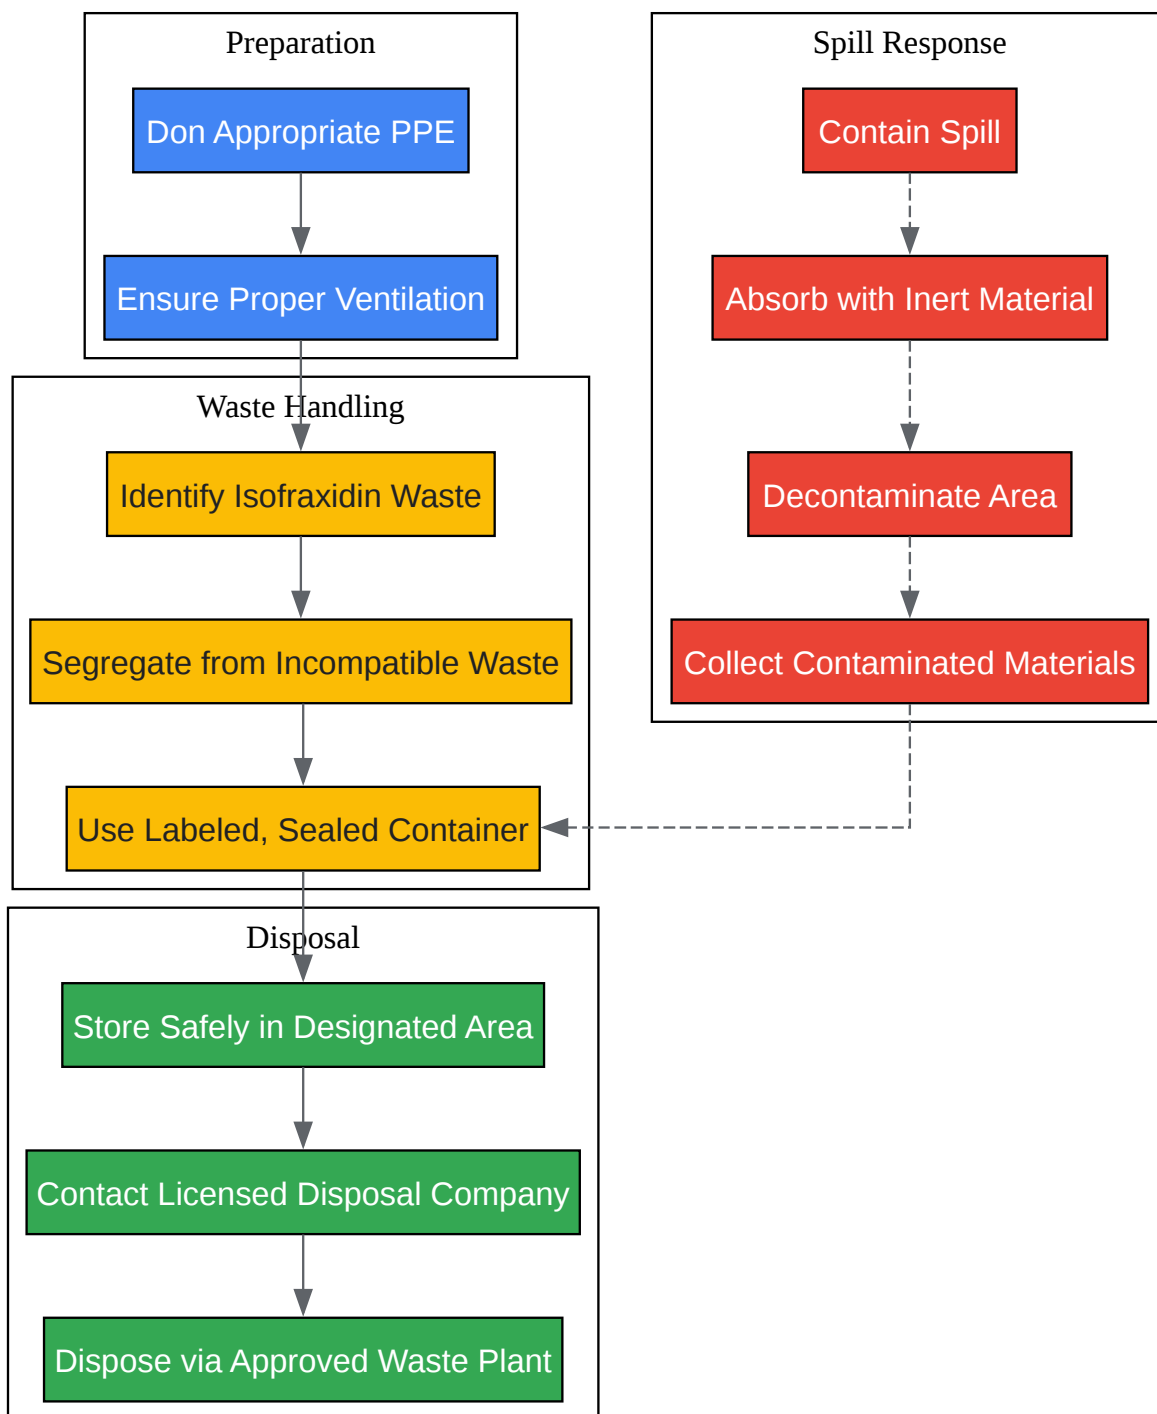 Preparation
Don Appropriate PPE
Ensure Proper Ventilation
Waste Handling
Identify Isofraxidin Waste
Segregate from Incompatible Waste
Use Labeled, Sealed Container
Disposal
Store Safely in Designated Area
Contact Licensed Disposal Company
Dispose via Approved Waste Plant
Spill Response
Contain Spill
Absorb with Inert Material
Decontaminate Area
Collect Contaminated Materials